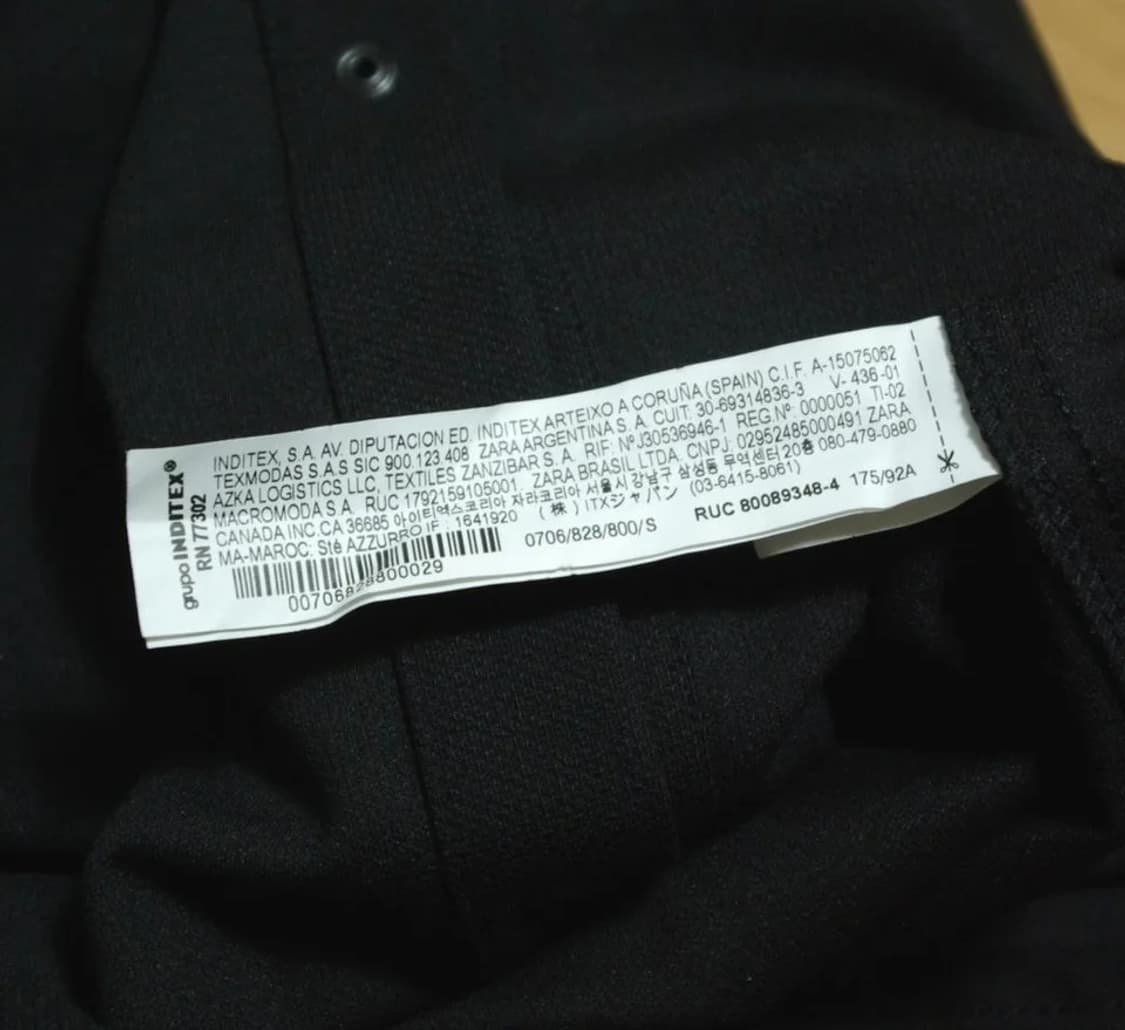 grupo INDITEX®
RN 77302
INDITEX, S.A. AV. DIPUTACION ED. INDITEX ARTEIXO A CORUÑA (SPAIN) C.I.F. A-15075062
TEXMODAS S.A.S SIC 900.123.408 ZARA ARGENTINA S. A. CUIT: 30-69314836-3 V- 436-01
AZKA LOGISTICS LLC, TEXTILES ZANZIBAR S. A. RIF: Nº J30536946-1 REG.Nº: 0000051 TI-02
MACROMODA S.A. RUC 1792159105001 ZARA BRASIL LTDA. CNPJ: 02952485000491 ZARA
CANADA INC.CA 36685 아이티엑스코리아 자라코리아 서울시 강남구 삼성동 무역센터 20층 080-479-0880
MA-MAROC: Sté AZZURRO IF : 1641920 (株) ITXジャパン (03-6415-8061)
0706/828/800/S RUC 80089348-4 175/92A
00706828800029